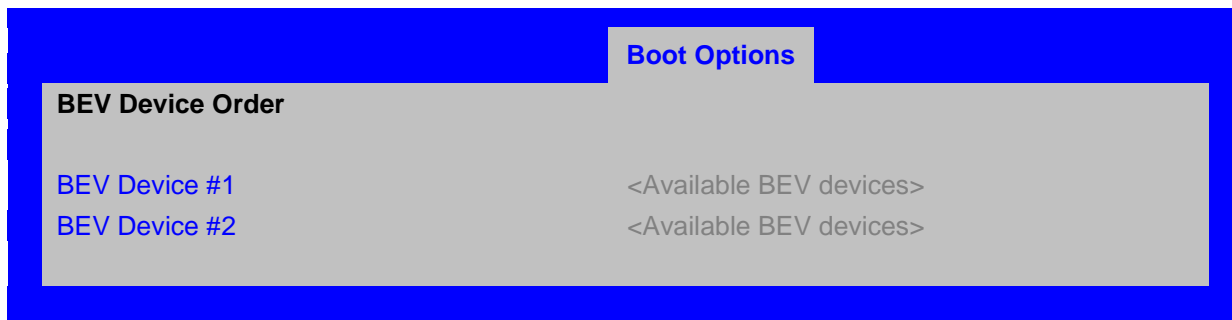 Boot Options
BEV Device Order
BEV Device #1 <Available BEV devices>
BEV Device #2 <Available BEV devices>